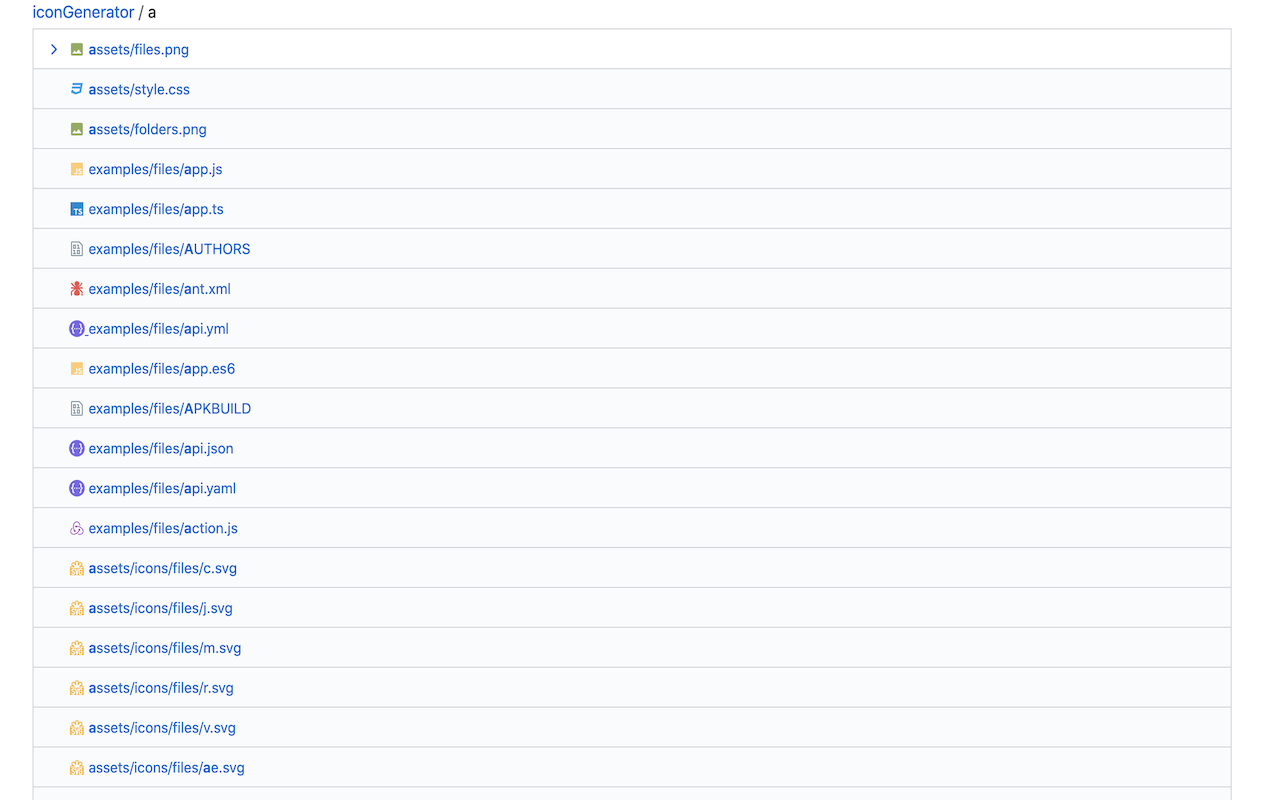 iconGenerator / a
assets/files.png
assets/style.css
assets/folders.png
examples/files/app.js
examples/files/app.ts
examples/files/AUTHORS
examples/files/ant.xml
examples/files/api.yml
examples/files/app.es6
examples/files/APKBUILD
examples/files/api.json
examples/files/api.yaml
examples/files/action.js
assets/icons/files/c.svg
assets/icons/files/j.svg
assets/icons/files/m.svg
assets/icons/files/r.svg
assets/icons/files/v.svg
assets/icons/files/ae.svg